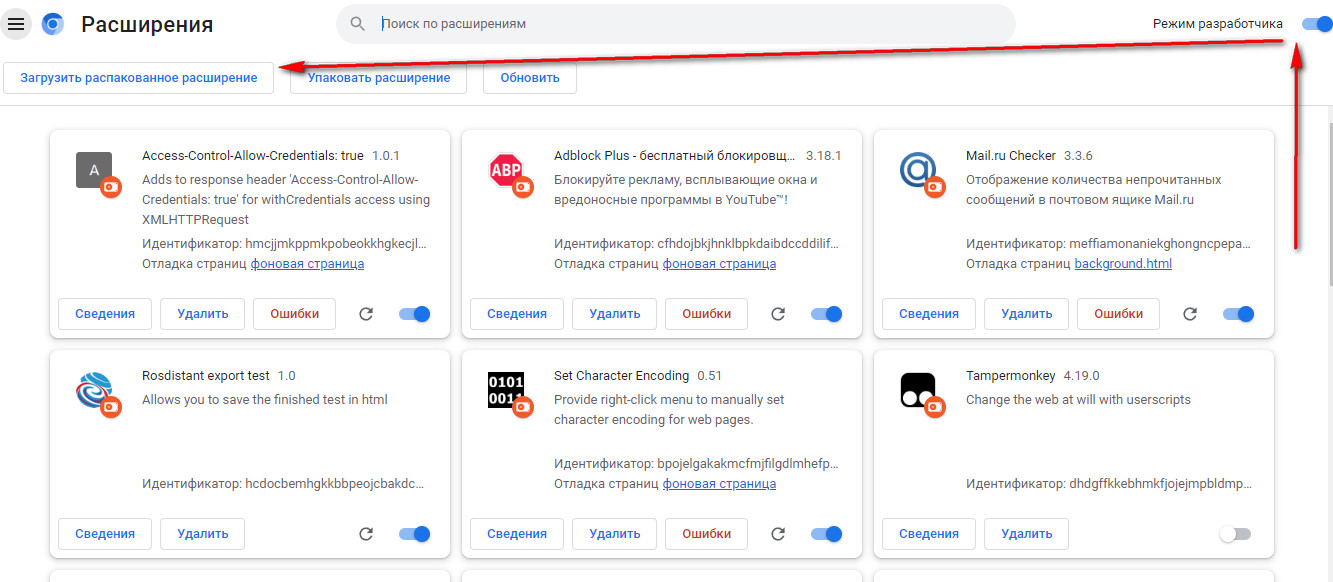 Расширения
Поиск по расширениям
Режим разработчика
Загрузить распакованное расширение
Упаковать расширение
Обновить
A
Access-Control-Allow-Credentials: true 1.0.1
Adds to response header 'Access-Control-Allow-
Credentials: true' for withCredentials access using
XMLHTTPRequest
Идентификатор: hmcjjmkppmkpobeokkhgkecjl...
Отладка страниц фоновая страница
Сведения
Удалить
Ошибки
ABP
Adblock Plus - бесплатный блокировщ... 3.18.1
Блокируйте рекламу, всплывающие окна и
вредоносные программы в YouTube™!
Идентификатор: cfhdojbkjhnklbpkdaibdccddilif...
Отладка страниц фоновая страница
Сведения
Удалить
Ошибки
Mail.ru Checker 3.3.6
Отображение количества непрочитанных
сообщений в почтовом ящике Mail.ru
Идентификатор: meffiamonaniekghongncpepa...
Отладка страниц background.html
Сведения
Удалить
Ошибки
Rosdistant export test 1.0
Allows you to save the finished test in html
Идентификатор: hcdocbemhgkkbbpeojcbakdc...
Сведения
Удалить
0101
0011
Set Character Encoding 0.51
Provide right-click menu to manually set
character encoding for web pages.
Идентификатор: bpojelgakakmcfmjfilgdlmhefp...
Отладка страниц фоновая страница
Сведения
Удалить
Ошибки
Tampermonkey 4.19.0
Change the web at will with userscripts
Идентификатор: dhdgffkkebhmkfjojejmpbldmp...
Сведения
Удалить